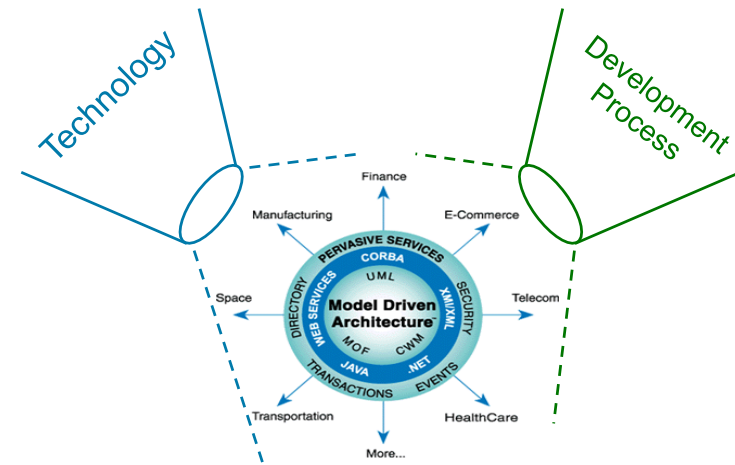 Technology
Development
Process
Finance
Manufacturing
E-Commerce
PERVASIVE SERVICES
CORBA
UML
DIRECTORY
WEB SERVICES
XMI/XML
SECURITY
Space
Model Driven
Architecture™
Telecom
MOF
CWM
JAVA
.NET
TRANSACTIONS
EVENTS
Transportation
HealthCare
More...